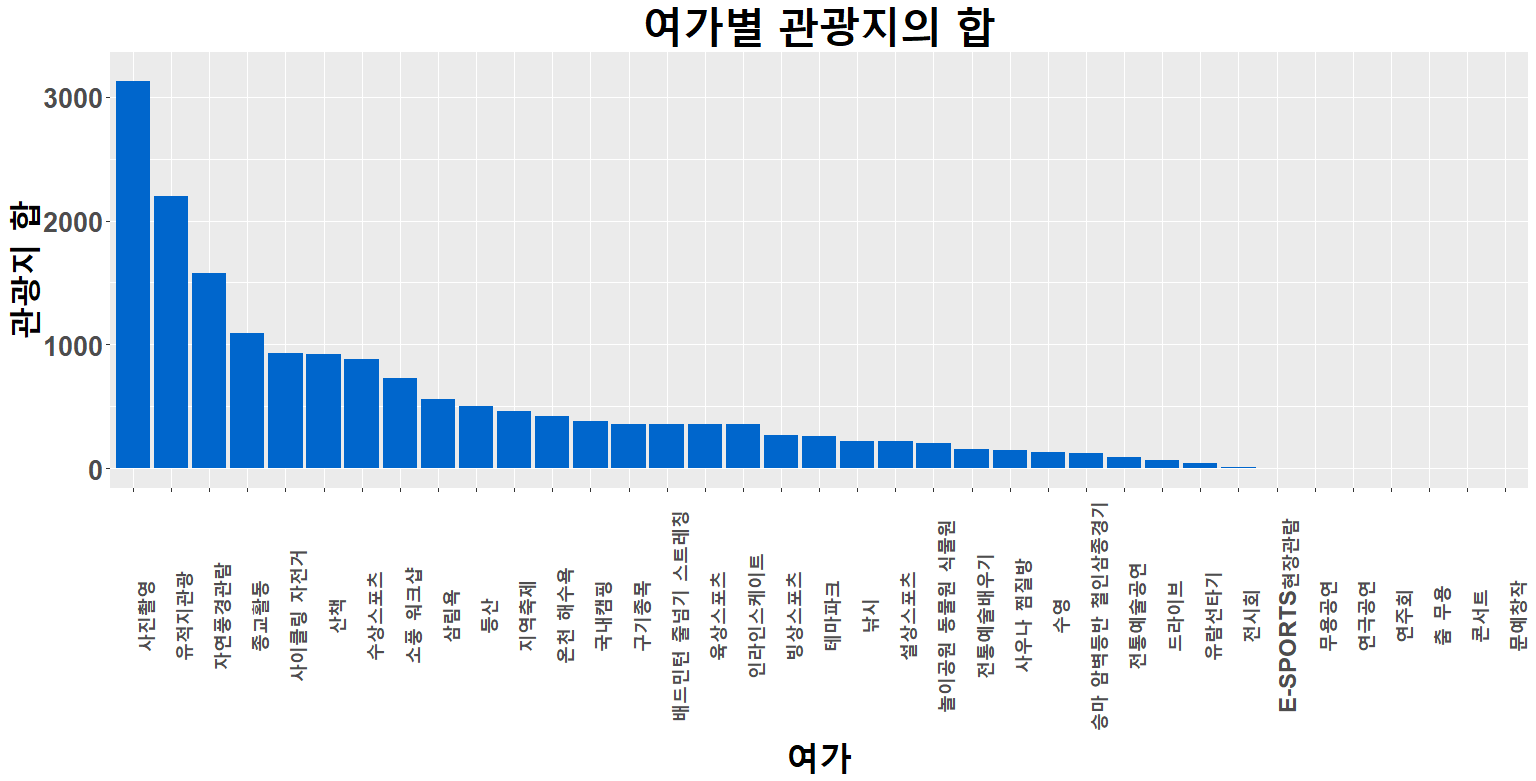 여가별 관광지의 합
관광지 합
3000
2000
1000
0
사진촬영
유적지관광
자연풍경관람
종교활동
사이클링 자전거
산책
수상스포츠
소풍 워크샵
삼림욕
등산
지역축제
온천 해수욕
국내캠핑
구기종목
배드민턴 줄넘기 스트레칭
육상스포츠
인라인스케이트
빙상스포츠
테마파크
낚시
설상스포츠
놀이공원 동물원 식물원
전통예술배우기
사우나 찜질방
수영
승마 암벽등반 철인삼종경기
전통예술공연
드라이브
유람선타기
전시회
E-SPORTS현장관람
무용공연
연극공연
연주회
춤 무용
콘서트
문예창작
여가